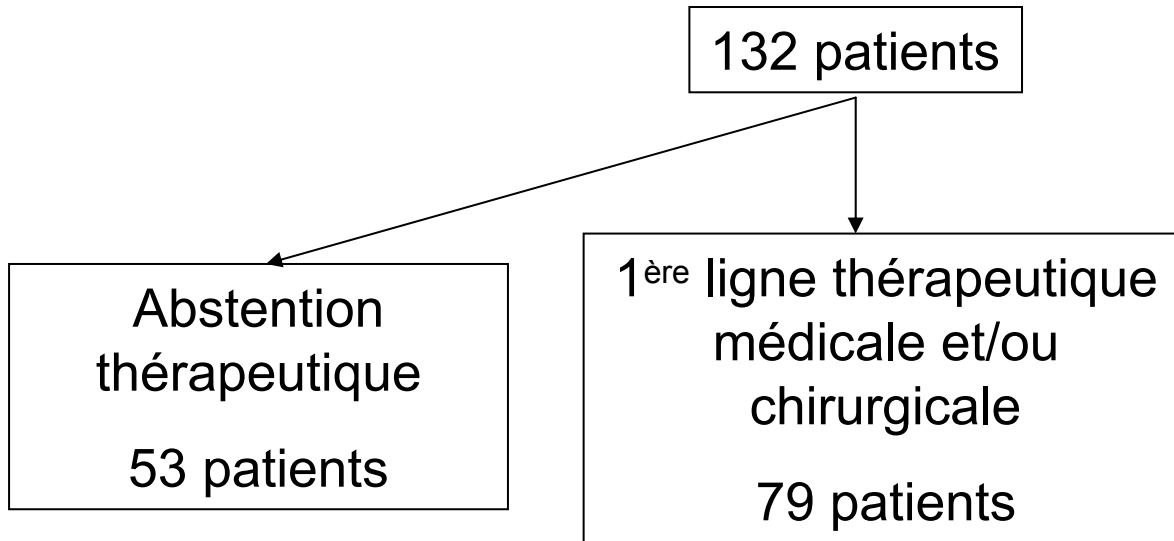 132 patients
Abstention
thérapeutique
53 patients
1ère ligne thérapeutique
médicale et/ou
chirurgicale
79 patients